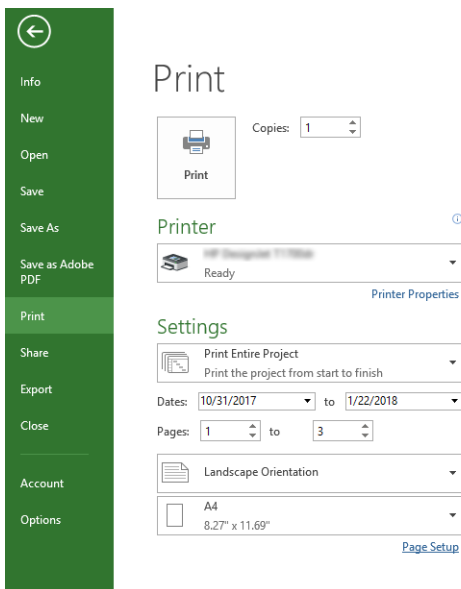 Info
New
Open
Save
Save As
Save as Adobe
PDF
Print
Share
Export
Close
Account
Options
Print
Print
Copies: 1
Printer
Ready
Printer Properties
Settings
Print Entire Project
Print the project from start to finish
Dates: 10/31/2017 to 1/22/2018
Pages: 1 to 3
Landscape Orientation
A4
8.27" x 11.69"
Page Setup